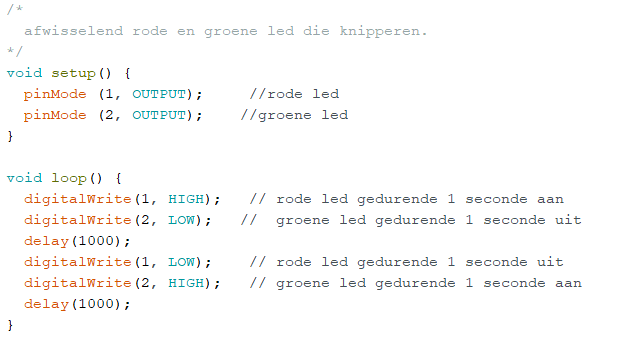 /*
  afwisselend rode en groene led die knipperen.
*/
void setup() {
  pinMode (1, OUTPUT);     //rode led
  pinMode (2, OUTPUT);    //groene led
}

void loop() {
  digitalWrite(1, HIGH);   // rode led gedurende 1 seconde aan
  digitalWrite(2, LOW);   //  groene led gedurende 1 seconde uit
  delay(1000);
  digitalWrite(1, LOW);    // rode led gedurende 1 seconde uit
  digitalWrite(2, HIGH);   // groene led gedurende 1 seconde aan
  delay(1000);
}